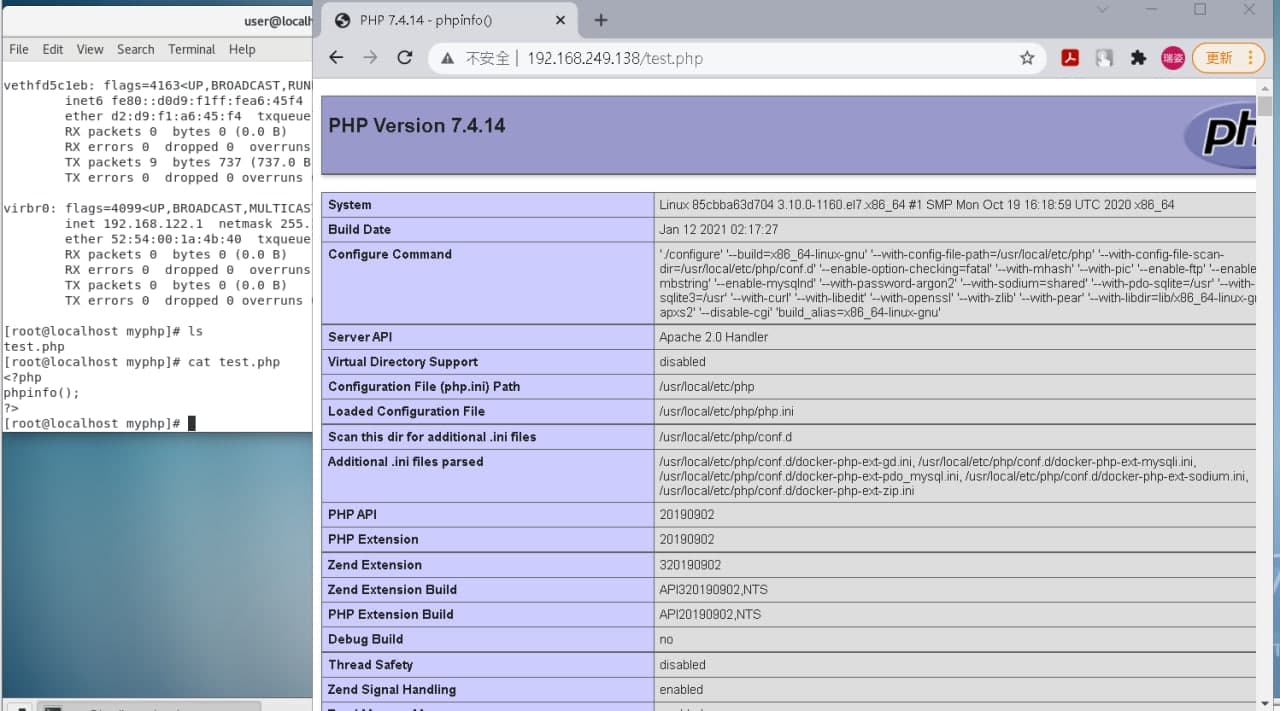 user@localh
File Edit View Search Terminal Help
vethfd5c1eb: flags=4163<UP,BROADCAST,RUN
inet6 fe80::d0d9:f1ff:fea6:45f4
ether d2:d9:f1:a6:45:f4 txqueue
RX packets 0 bytes 0 (0.0 B)
RX errors 0 dropped 0 overruns
TX packets 9 bytes 737 (737.0 B
TX errors 0 dropped 0 overruns
virbr0: flags=4099<UP,BROADCAST,MULTICAS
inet 192.168.122.1 netmask 255.
ether 52:54:00:1a:4b:40 txqueue
RX packets 0 bytes 0 (0.0 B)
RX errors 0 dropped 0 overruns
TX packets 0 bytes 0 (0.0 B)
TX errors 0 dropped 0 overruns
[root@localhost myphp]# ls
test.php
[root@localhost myphp]# cat test.php
<?php
phpinfo();
?>
[root@localhost myphp]#
PHP 7.4.14 - phpinfo()
不安全 | 192.168.249.138/test.php
瑞姿
更新
PHP Version 7.4.14
ph
System Linux 85cbba63d704 3.10.0-1160.el7.x86_64 #1 SMP Mon Oct 19 16:18:59 UTC 2020 x86_64
Build Date Jan 12 2021 02:17:27
Configure Command './configure' '--build=x86_64-linux-gnu' '--with-config-file-path=/usr/local/etc/php' '--with-config-file-scan-
dir=/usr/local/etc/php/conf.d' '--enable-option-checking=fatal' '--with-mhash' '--with-pic' '--enable-ftp' '--enable
mbstring' '--enable-mysqlnd' '--with-password-argon2' '--with-sodium=shared' '--with-pdo-sqlite=/usr' '--with-
sqlite3=/usr' '--with-curl' '--with-libedit' '--with-openssl' '--with-zlib' '--with-pear' '--with-libdir=lib/x86_64-linux-g
apxs2' '--disable-cgi' 'build_alias=x86_64-linux-gnu'
Server API Apache 2.0 Handler
Virtual Directory Support disabled
Configuration File (php.ini) Path /usr/local/etc/php
Loaded Configuration File /usr/local/etc/php/php.ini
Scan this dir for additional .ini files /usr/local/etc/php/conf.d
Additional .ini files parsed /usr/local/etc/php/conf.d/docker-php-ext-gd.ini, /usr/local/etc/php/conf.d/docker-php-ext-mysqli.ini,
/usr/local/etc/php/conf.d/docker-php-ext-pdo_mysql.ini, /usr/local/etc/php/conf.d/docker-php-ext-sodium.ini,
/usr/local/etc/php/conf.d/docker-php-ext-zip.ini
PHP API 20190902
PHP Extension 20190902
Zend Extension 320190902
Zend Extension Build API320190902,NTS
PHP Extension Build API20190902,NTS
Debug Build no
Thread Safety disabled
Zend Signal Handling enabled